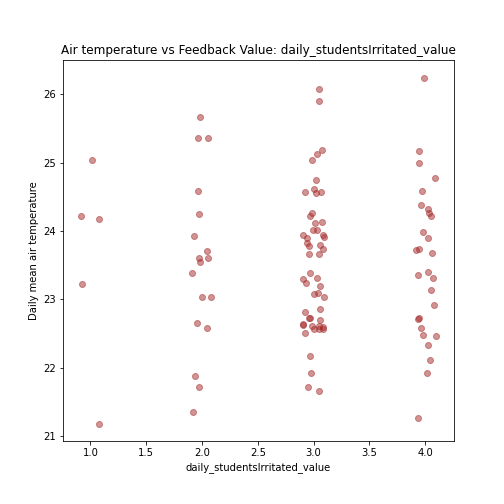 Air temperature vs Feedback Value: daily_studentsIrritated_value
Daily mean air temperature
26
25
24
23
22
21
1.0 1.5 2.0 2.5 3.0 3.5 4.0
daily_studentsIrritated_value